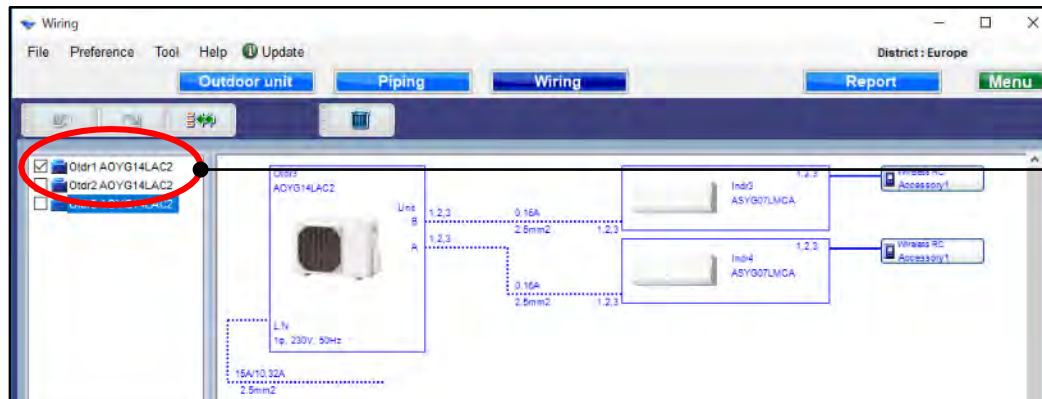 Wiring
File Preference Tool Help Update
District : Europe
Outdoor unit Piping Wiring Report Menu
Otdr1 AOYG14LAC2
Otdr2 AOYG14LAC2
Otdr3
AOYG14LAC2
Unit
B
A
1,2,3
1,2,3
0.16A
2.5mm2
1,2,3
0.16A
2.5mm2
1,2,3
Indr3
ASYG07LMCA
1,2,3
Wireless RC
Accessory1
Indr4
ASYG07LMCA
1,2,3
Wireless RC
Accessory1
L,N
1φ, 230V, 50Hz
15A/10.32A
2.5mm2